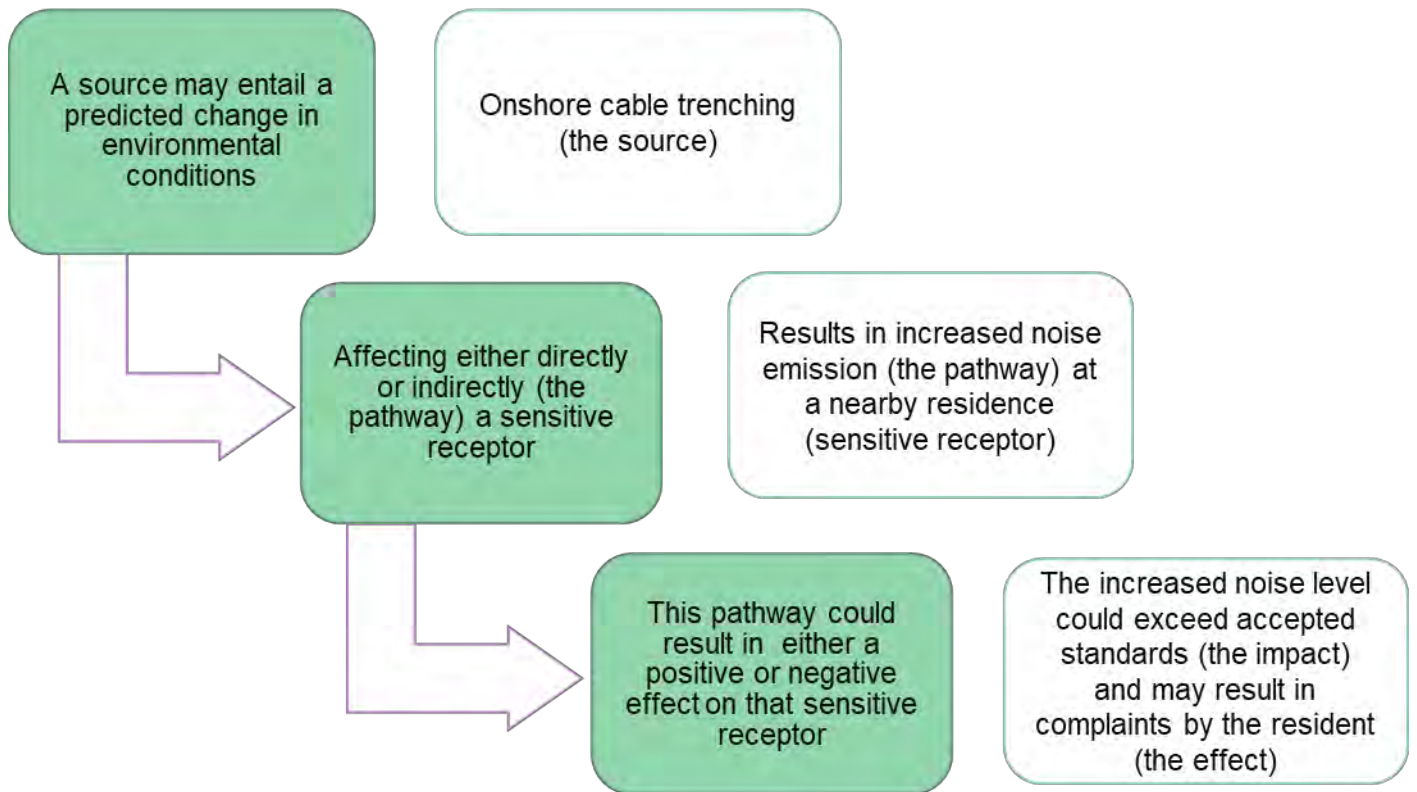 A source may entail a
predicted change in
environmental
conditions
Onshore cable trenching
(the source)
Affecting either directly
or indirectly (the
pathway) a sensitive
receptor
Results in increased noise
emission (the pathway) at
a nearby residence
(sensitive receptor)
This pathway could
result in either a
positive or negative
effect on that sensitive
receptor
The increased noise level
could exceed accepted
standards (the impact)
and may result in
complaints by the resident
(the effect)